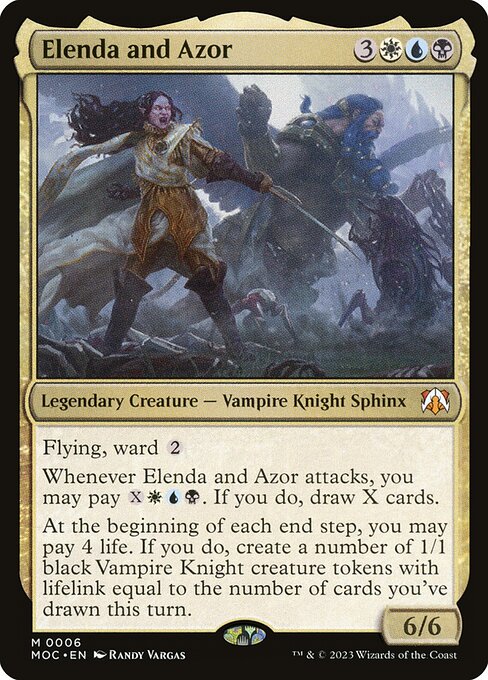 Elenda and Azor 3
Legendary Creature — Vampire Knight Sphinx
Flying, ward 2
Whenever Elenda and Azor attacks, you
may pay X. If you do, draw X cards.
At the beginning of each end step, you may
pay 4 life. If you do, create a number of 1/1
black Vampire Knight creature tokens with
lifelink equal to the number of cards you've
drawn this turn.
6/6
M 0006
MOC • EN RANDY VARGAS ™ & © 2023 Wizards of the Coast